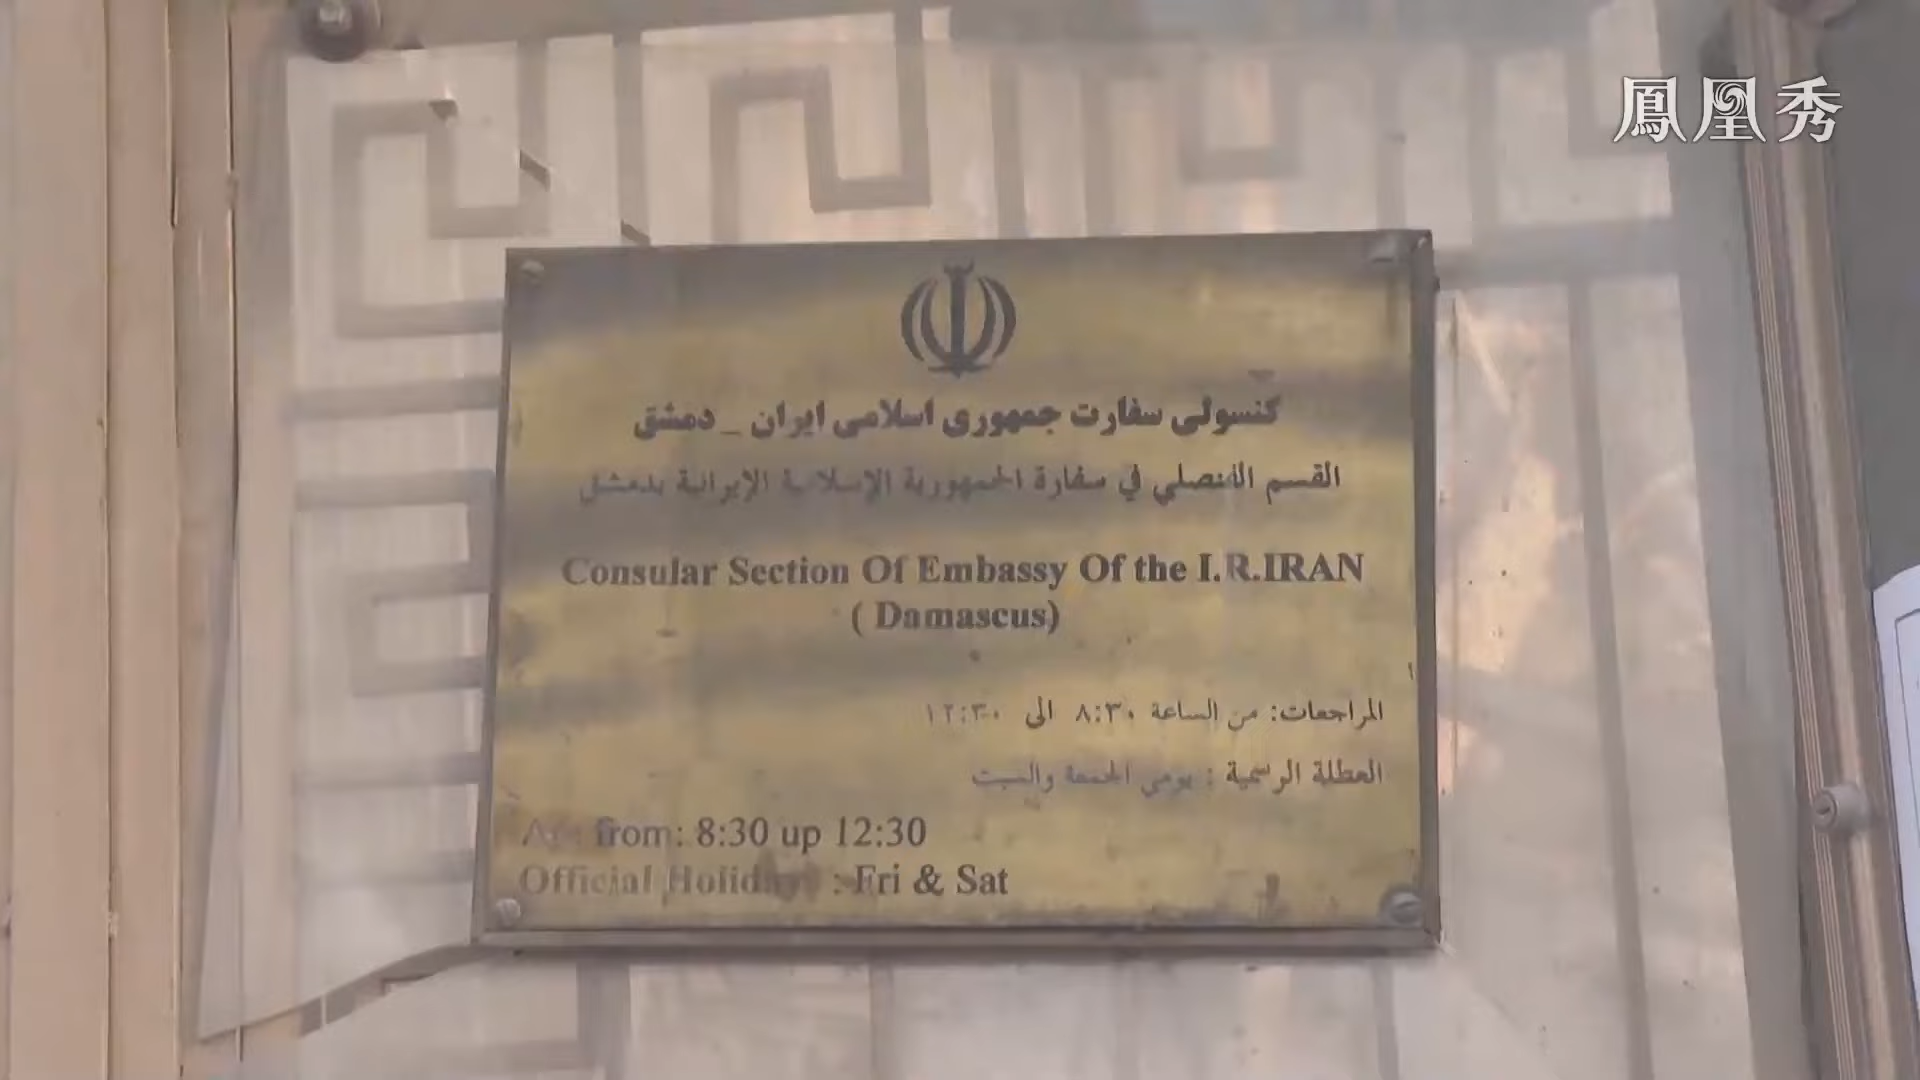 鳳凰秀
کنسولی سفارت جمهوری اسلامی ایران _ دمشق
القسم القنصلي في سفارة الجمهورية الإسلامية الإيرانية بدمشق
Consular Section Of Embassy Of the I.R.IRAN
( Damascus)
المراجعات: من الساعة ٨:٣٠ الى ١٢:٣٠
العطلة الرسمية : يومي الجمعة والسبت
from: 8:30 up 12:30
Official Holidays : Fri & Sat